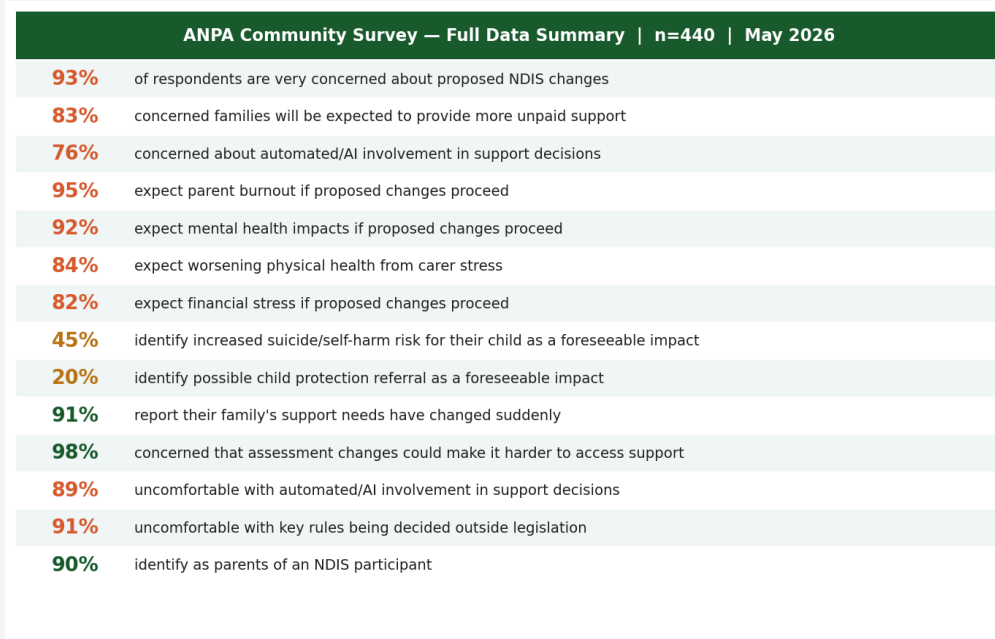 ANPA Community Survey — Full Data Summary | n=440 | May 2026
93% of respondents are very concerned about proposed NDIS changes
83% concerned families will be expected to provide more unpaid support
76% concerned about automated/AI involvement in support decisions
95% expect parent burnout if proposed changes proceed
92% expect mental health impacts if proposed changes proceed
84% expect worsening physical health from carer stress
82% expect financial stress if proposed changes proceed
45% identify increased suicide/self-harm risk for their child as a foreseeable impact
20% identify possible child protection referral as a foreseeable impact
91% report their family's support needs have changed suddenly
98% concerned that assessment changes could make it harder to access support
89% uncomfortable with automated/AI involvement in support decisions
91% uncomfortable with key rules being decided outside legislation
90% identify as parents of an NDIS participant